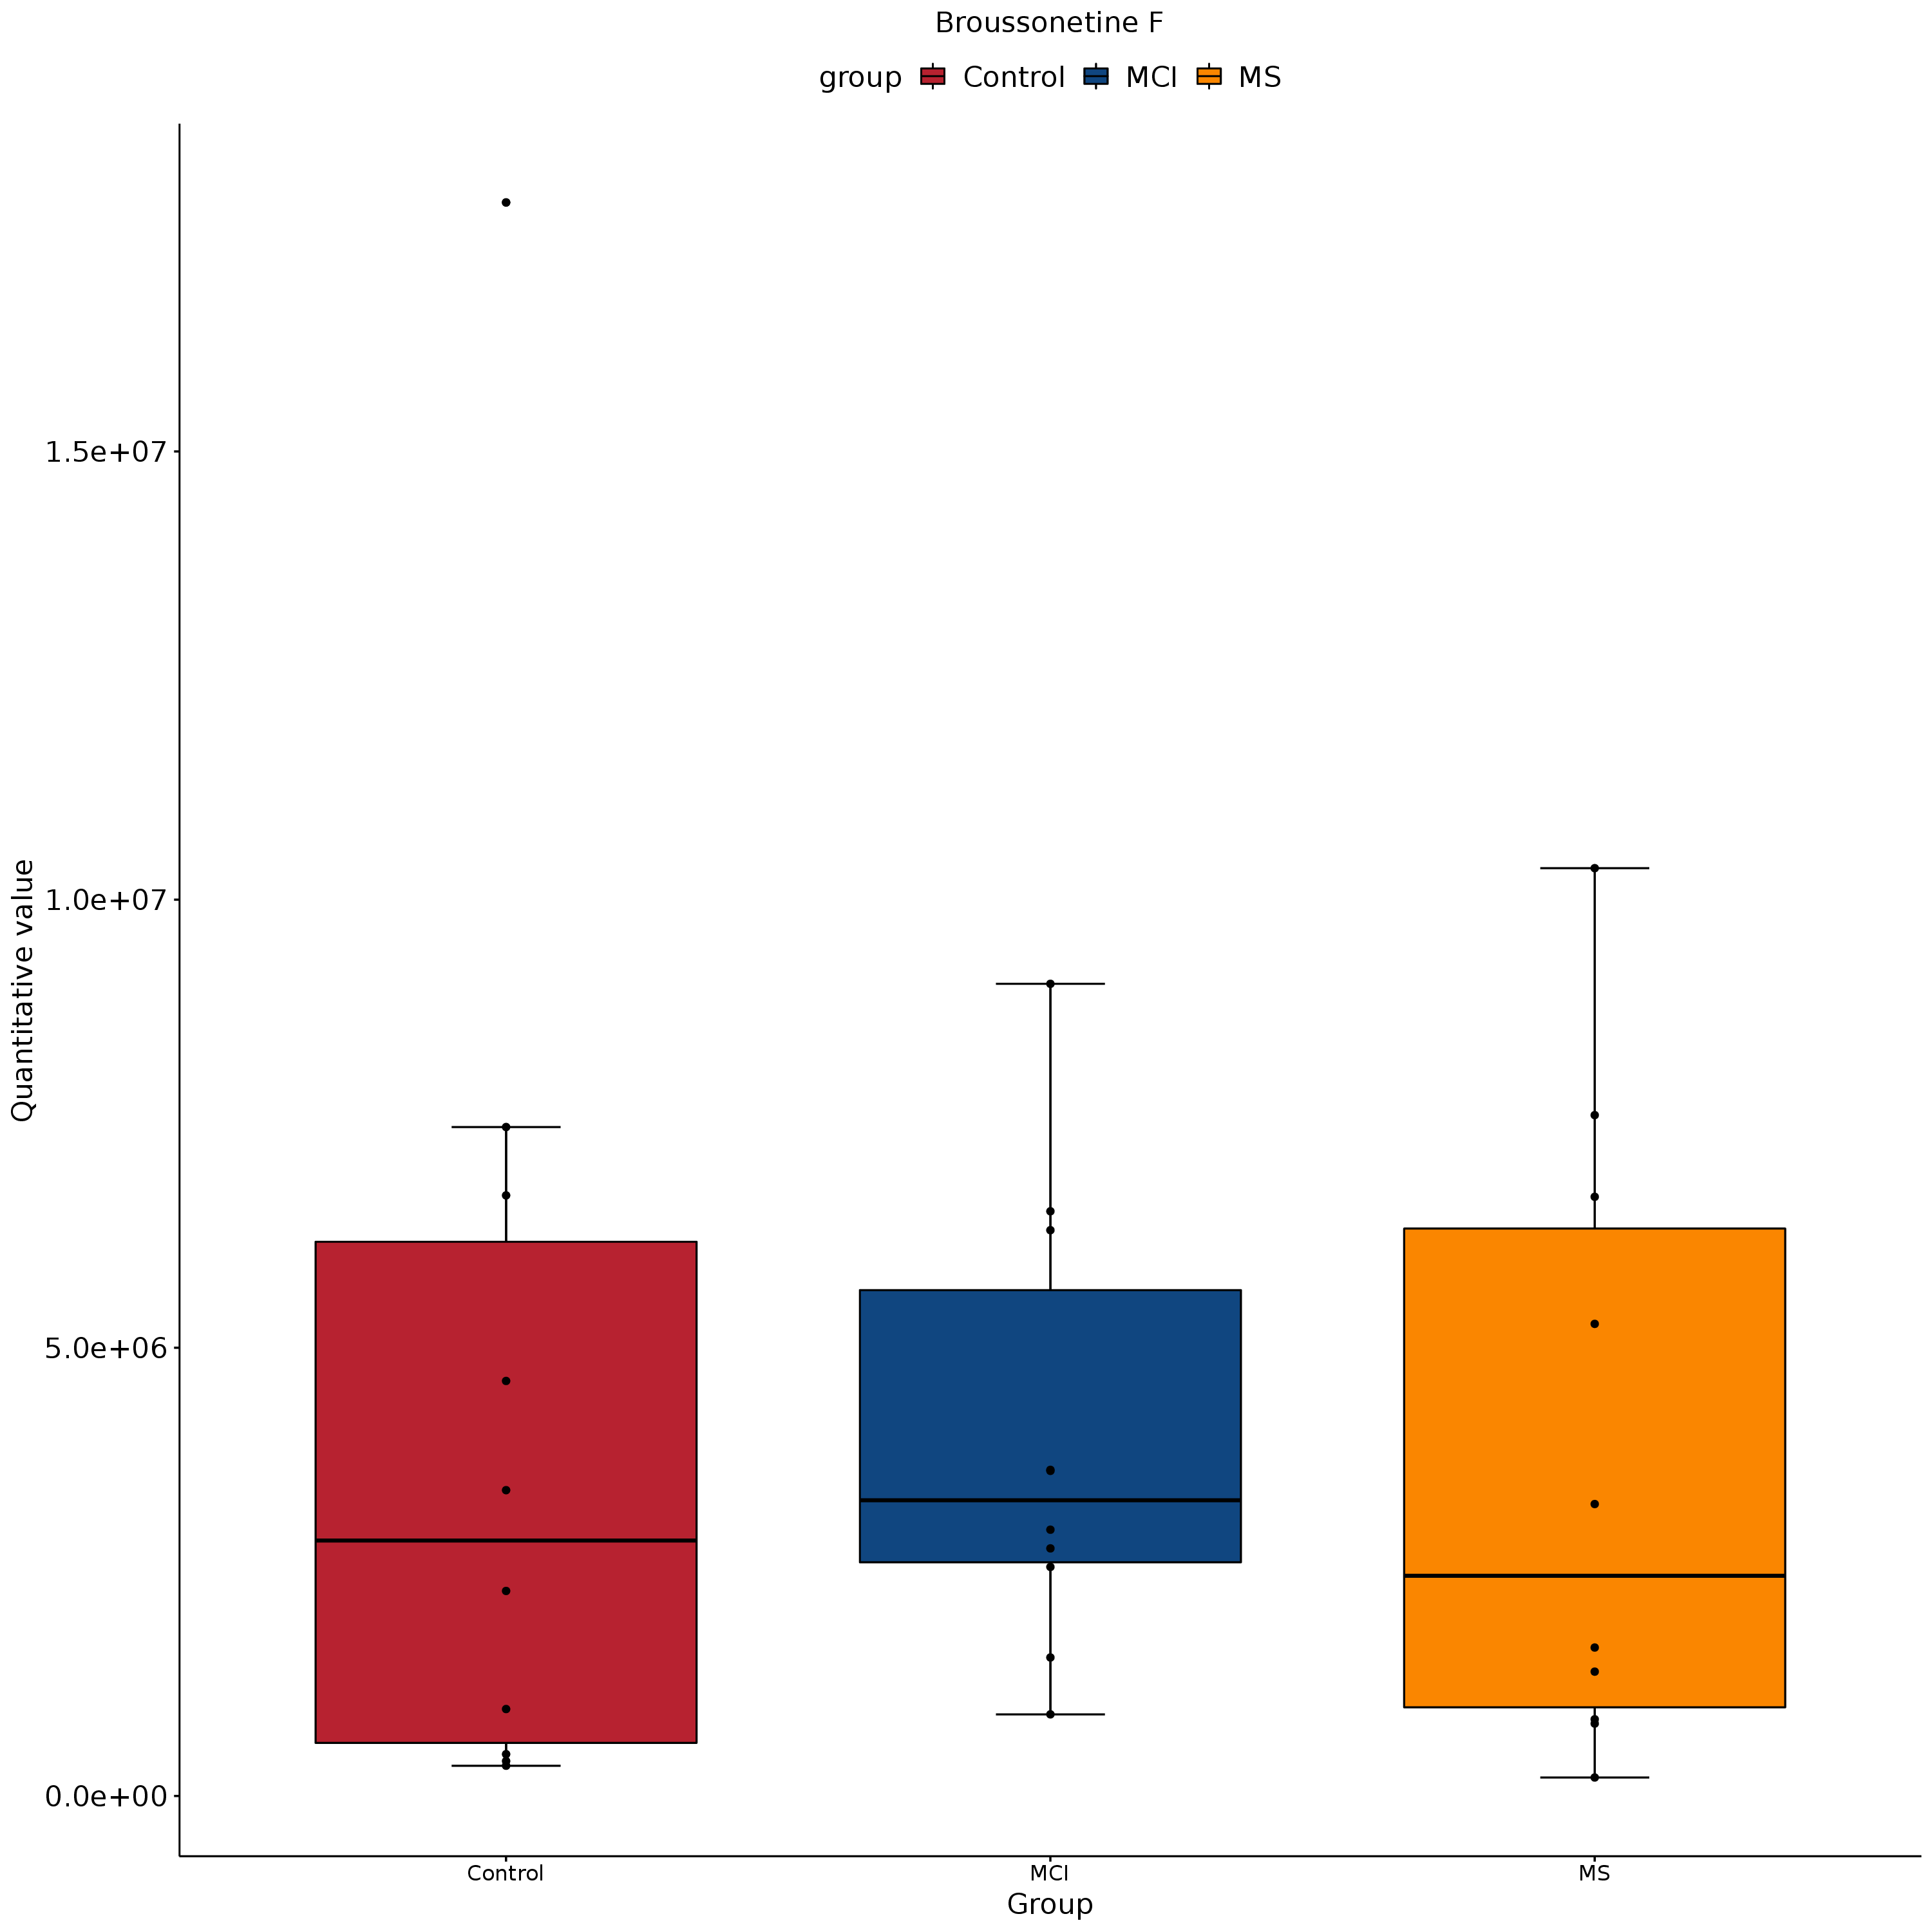 Broussonetine F
group Control MCI MS
Quantitative value
1.5e+07
1.0e+07
5.0e+06
0.0e+00
Control MCI MS
Group